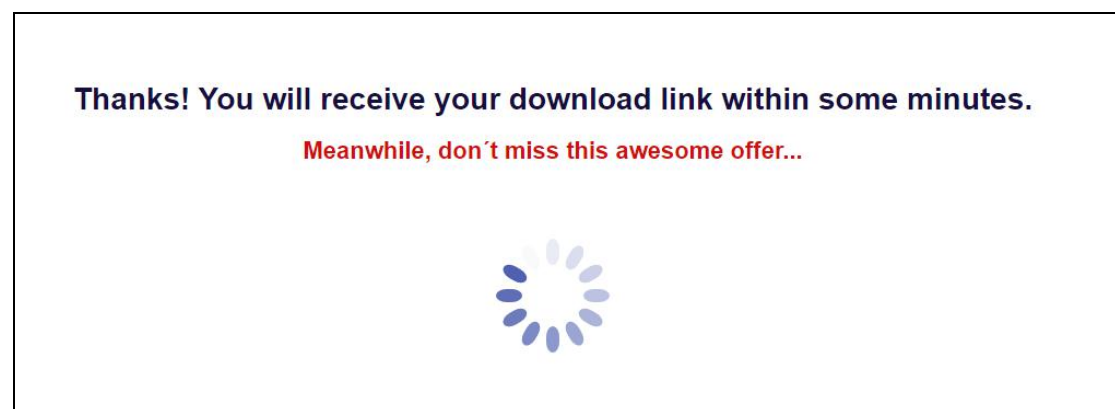 Thanks! You will receive your download link within some minutes.
Meanwhile, don´t miss this awesome offer...